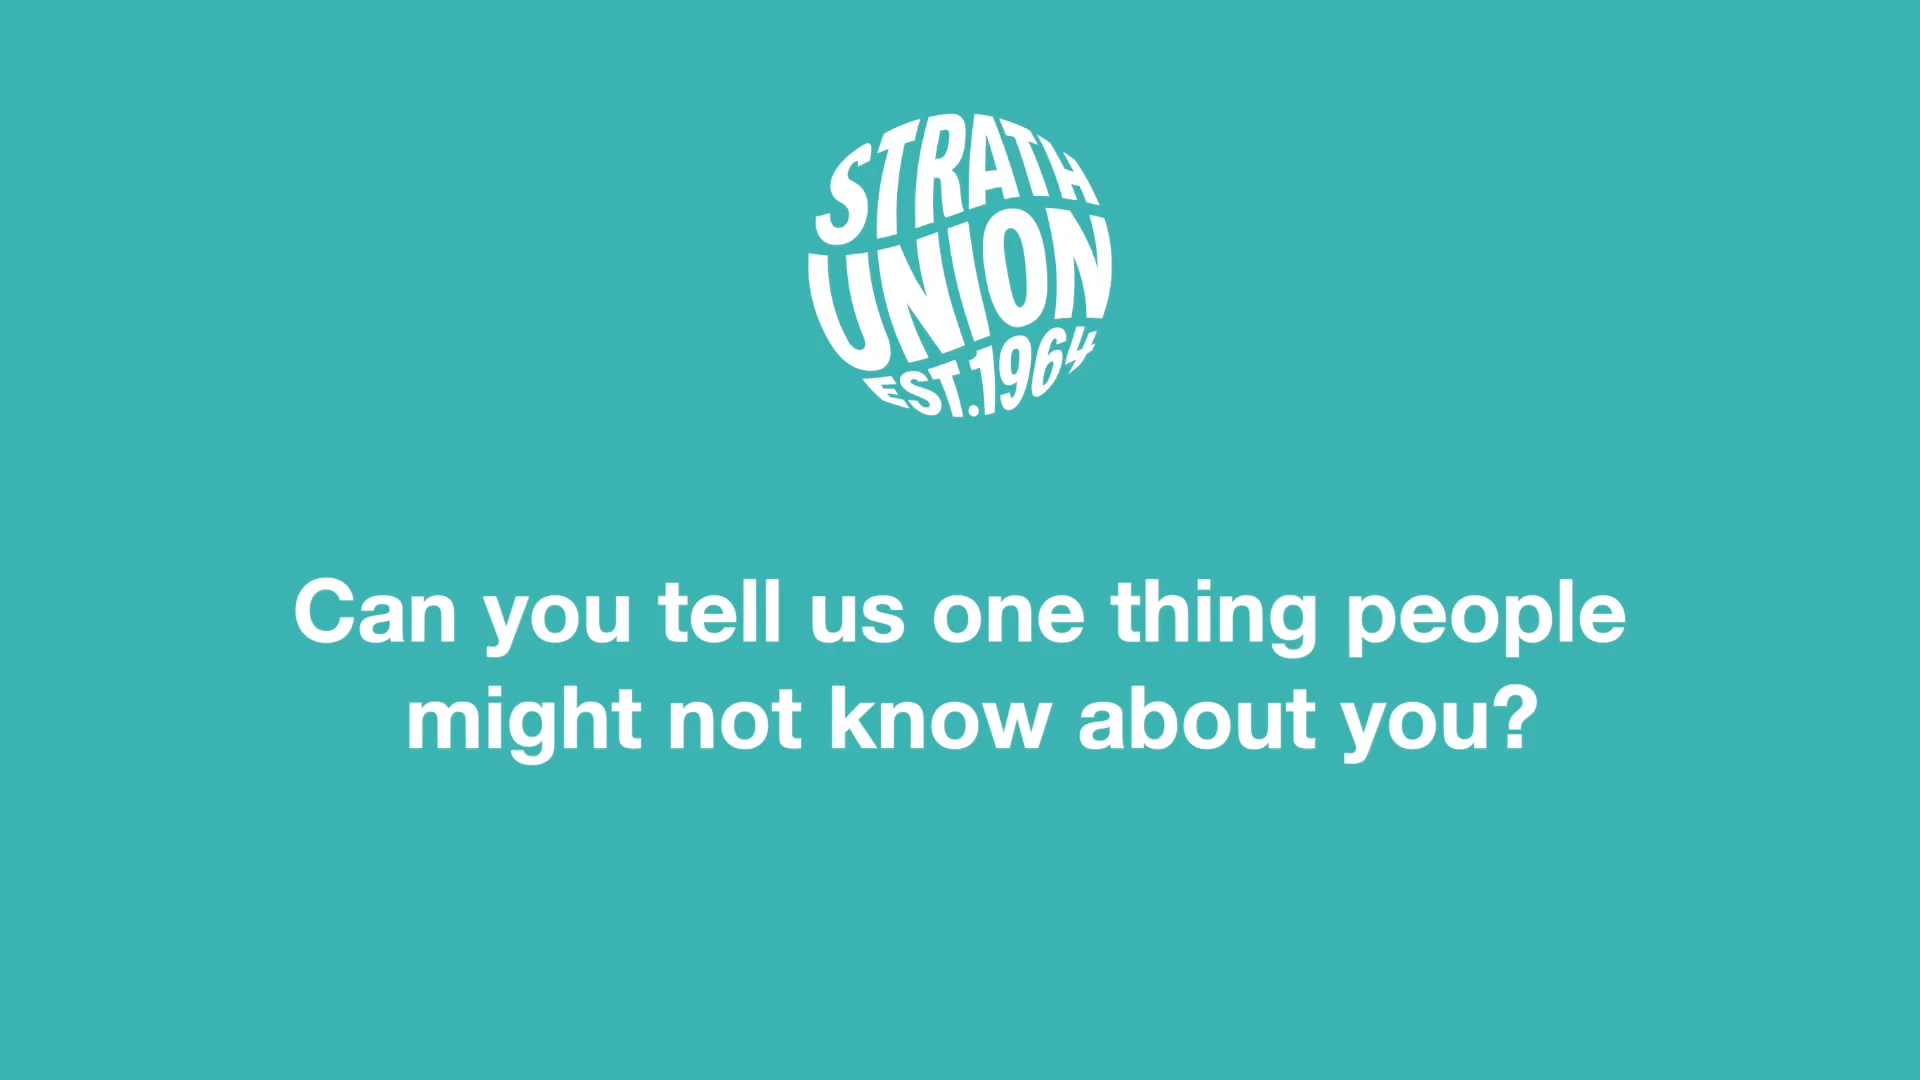 STRATH
UNION
EST.1964
Can you tell us one thing people
might not know about you?